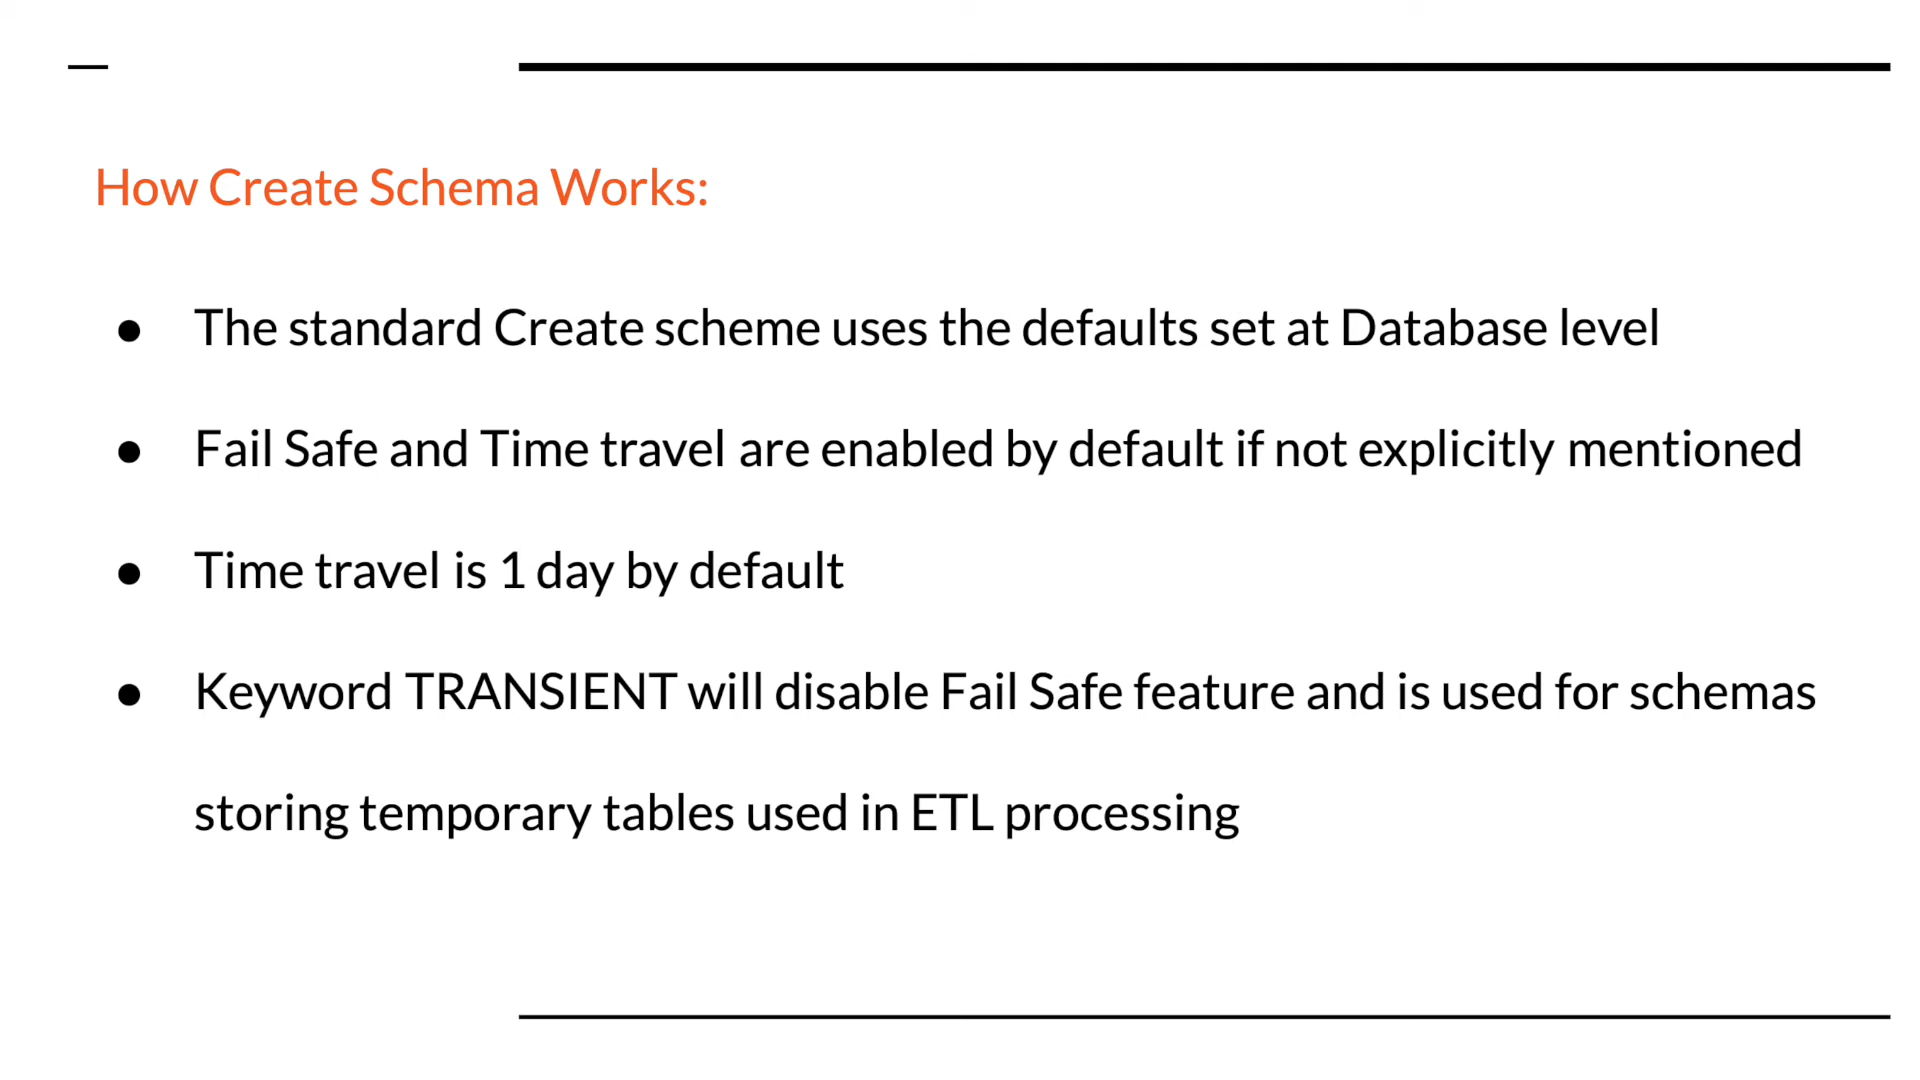 How Create Schema Works:
● The standard Create scheme uses the defaults set at Database level
● Fail Safe and Time travel are enabled by default if not explicitly mentioned
● Time travel is 1 day by default
● Keyword TRANSIENT will disable Fail Safe feature and is used for schemas
storing temporary tables used in ETL processing